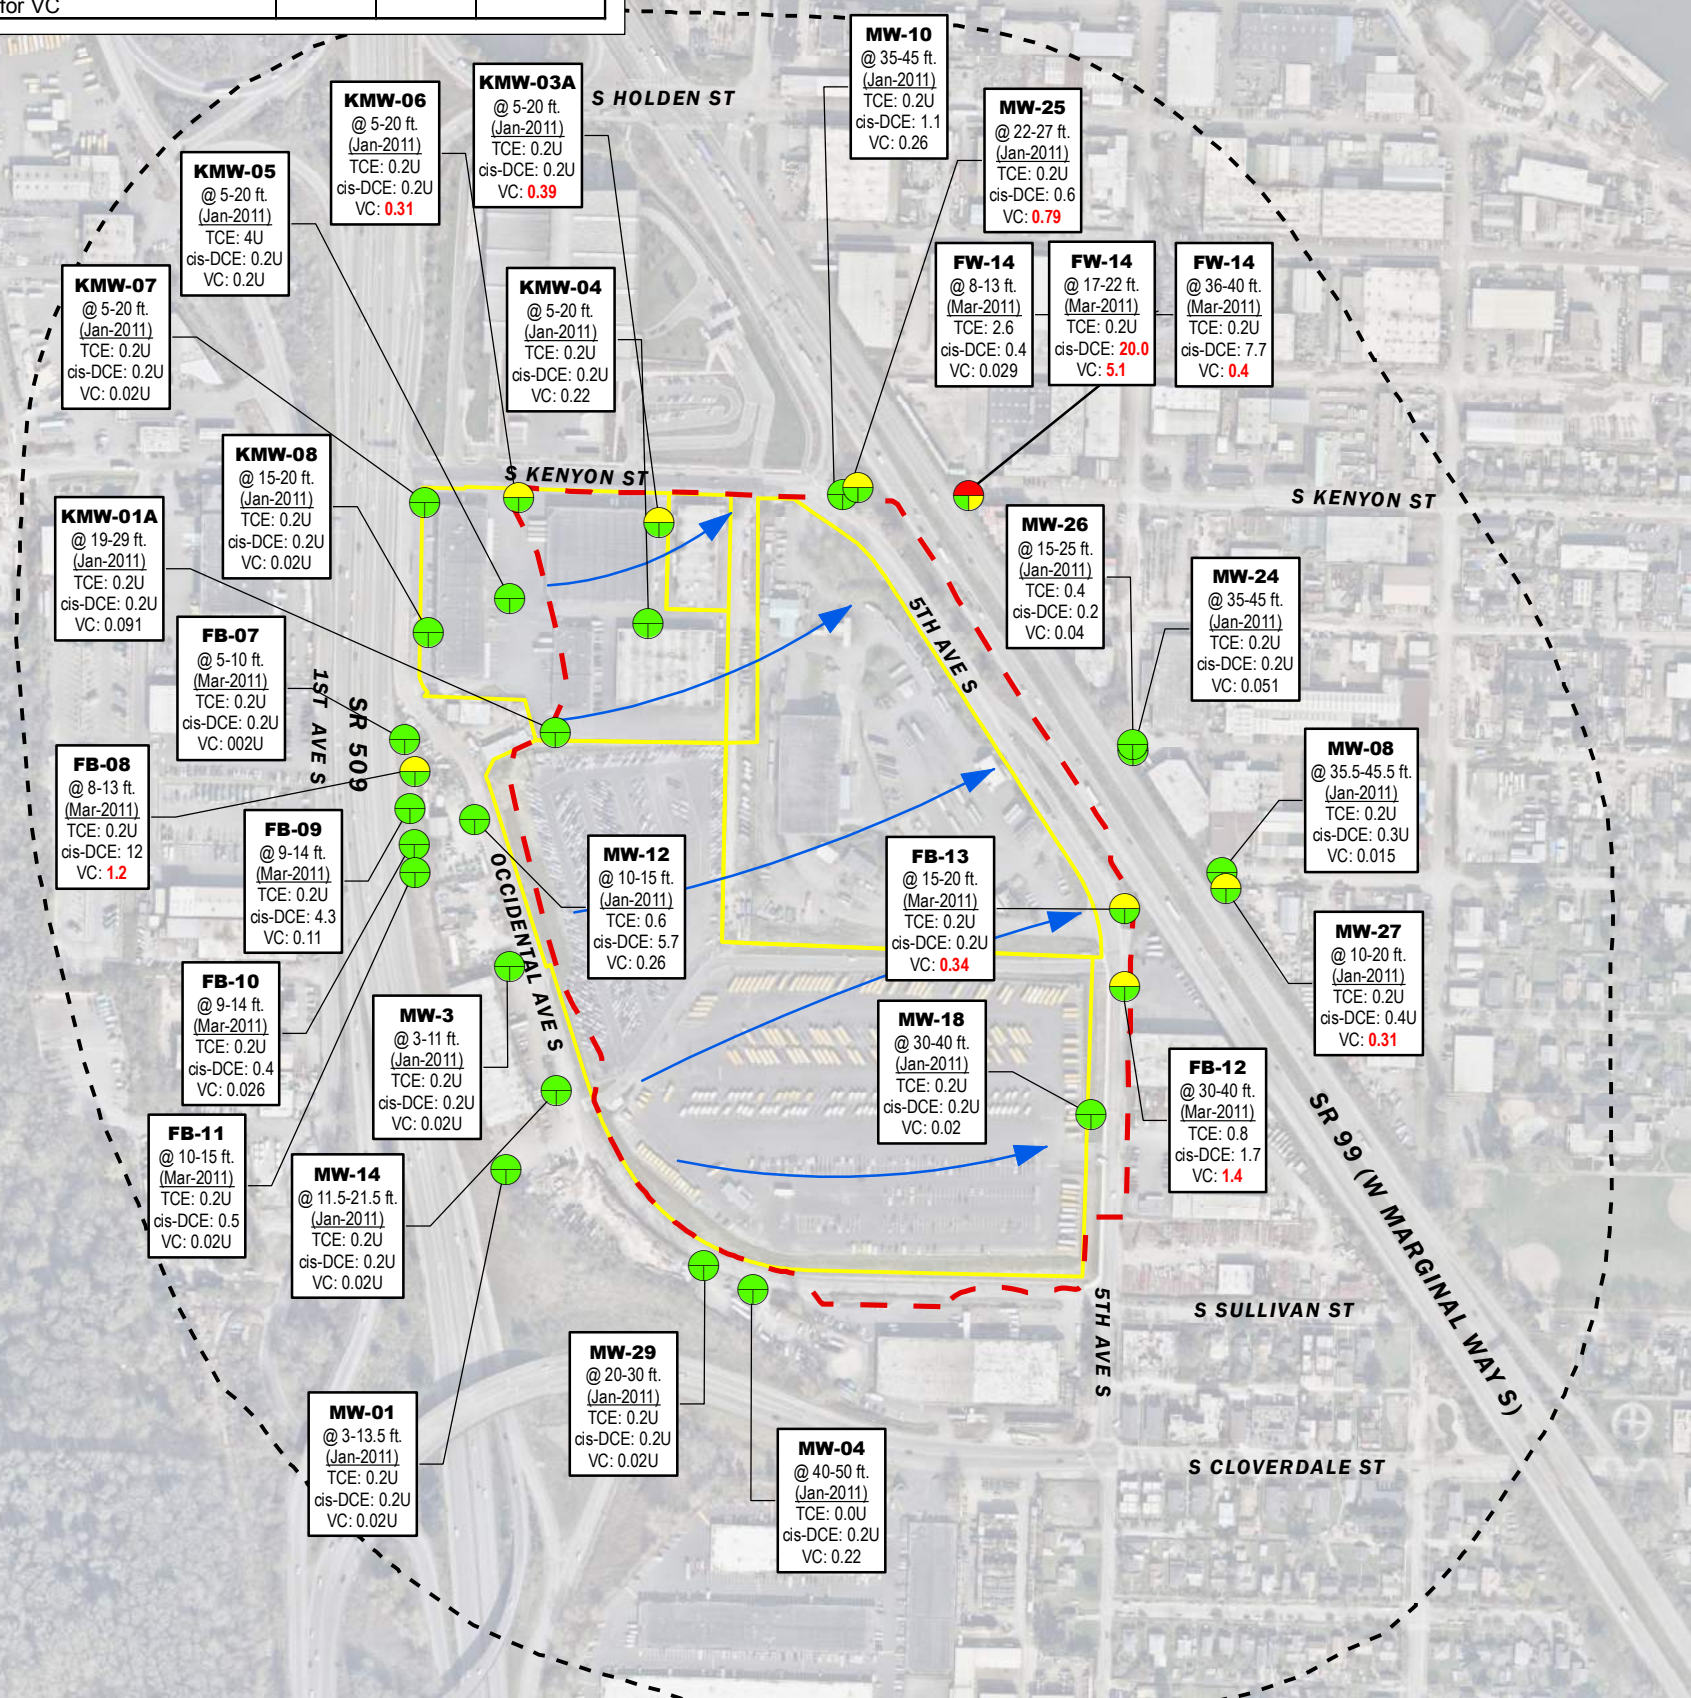 for VC
MW-10
@ 35-45 ft.
(Jan-2011)
TCE: 0.2U
cis-DCE: 1.1
VC: 0.26
KMW-03A
@ 5-20 ft.
(Jan-2011)
TCE: 0.2U
cis-DCE: 0.2U
VC: 0.39
S HOLDEN ST
KMW-06
@ 5-20 ft.
(Jan-2011)
TCE: 0.2U
cis-DCE: 0.2U
VC: 0.31
MW-25
@ 22-27 ft.
(Jan-2011)
TCE: 0.2U
cis-DCE: 0.6
VC: 0.79
KMW-05
@ 5-20 ft.
(Jan-2011)
TCE: 4U
cis-DCE: 0.2U
VC: 0.2U
FW-14
@ 8-13 ft.
(Mar-2011)
TCE: 2.6
cis-DCE: 0.4
VC: 0.029
FW-14
@ 17-22 ft.
(Mar-2011)
TCE: 0.2U
cis-DCE: 20.0
VC: 5.1
FW-14
@ 36-40 ft.
(Mar-2011)
TCE: 0.2U
cis-DCE: 7.7
VC: 0.4
KMW-07
@ 5-20 ft.
(Jan-2011)
TCE: 0.2U
cis-DCE: 0.2U
VC: 0.02U
KMW-04
@ 5-20 ft.
(Jan-2011)
TCE: 0.2U
cis-DCE: 0.2U
VC: 0.22
KMW-08
@ 15-20 ft.
(Jan-2011)
TCE: 0.2U
cis-DCE: 0.2U
VC: 0.02U
S KENYON ST
S KENYON ST
KMW-01A
@ 19-29 ft.
(Jan-2011)
TCE: 0.2U
cis-DCE: 0.2U
VC: 0.091
MW-26
@ 15-25 ft.
(Jan-2011)
TCE: 0.4
cis-DCE: 0.2
VC: 0.04
MW-24
@ 35-45 ft.
(Jan-2011)
TCE: 0.2U
cis-DCE: 0.2U
VC: 0.051
5TH AVE S
FB-07
@ 5-10 ft.
(Mar-2011)
TCE: 0.2U
cis-DCE: 0.2U
VC: 002U
1ST AVE S
SR 509
FB-08
@ 8-13 ft.
(Mar-2011)
TCE: 0.2U
cis-DCE: 12
VC: 1.2
MW-08
@ 35.5-45.5 ft.
(Jan-2011)
TCE: 0.2U
cis-DCE: 0.3U
VC: 0.015
FB-09
@ 9-14 ft.
(Mar-2011)
TCE: 0.2U
cis-DCE: 4.3
VC: 0.11
MW-12
@ 10-15 ft.
(Jan-2011)
TCE: 0.6
cis-DCE: 5.7
VC: 0.26
FB-13
@ 15-20 ft.
(Mar-2011)
TCE: 0.2U
cis-DCE: 0.2U
VC: 0.34
OCCIDENTAL AVE S
MW-27
@ 10-20 ft.
(Jan-2011)
TCE: 0.2U
cis-DCE: 0.4U
VC: 0.31
FB-10
@ 9-14 ft.
(Mar-2011)
TCE: 0.2U
cis-DCE: 0.4
VC: 0.026
MW-3
@ 3-11 ft.
(Jan-2011)
TCE: 0.2U
cis-DCE: 0.2U
VC: 0.02U
MW-18
@ 30-40 ft.
(Jan-2011)
TCE: 0.2U
cis-DCE: 0.2U
VC: 0.02
FB-12
@ 30-40 ft.
(Mar-2011)
TCE: 0.8
cis-DCE: 1.7
VC: 1.4
SR 99 (W MARGINAL WAY S)
FB-11
@ 10-15 ft.
(Mar-2011)
TCE: 0.2U
cis-DCE: 0.5
VC: 0.02U
MW-14
@ 11.5-21.5 ft.
(Jan-2011)
TCE: 0.2U
cis-DCE: 0.2U
VC: 0.02U
S SULLIVAN ST
5TH AVE S
MW-29
@ 20-30 ft.
(Jan-2011)
TCE: 0.2U
cis-DCE: 0.2U
VC: 0.02U
MW-01
@ 3-13.5 ft.
(Jan-2011)
TCE: 0.2U
cis-DCE: 0.2U
VC: 0.02U
MW-04
@ 40-50 ft.
(Jan-2011)
TCE: 0.0U
cis-DCE: 0.2U
VC: 0.22
S CLOVERDALE ST